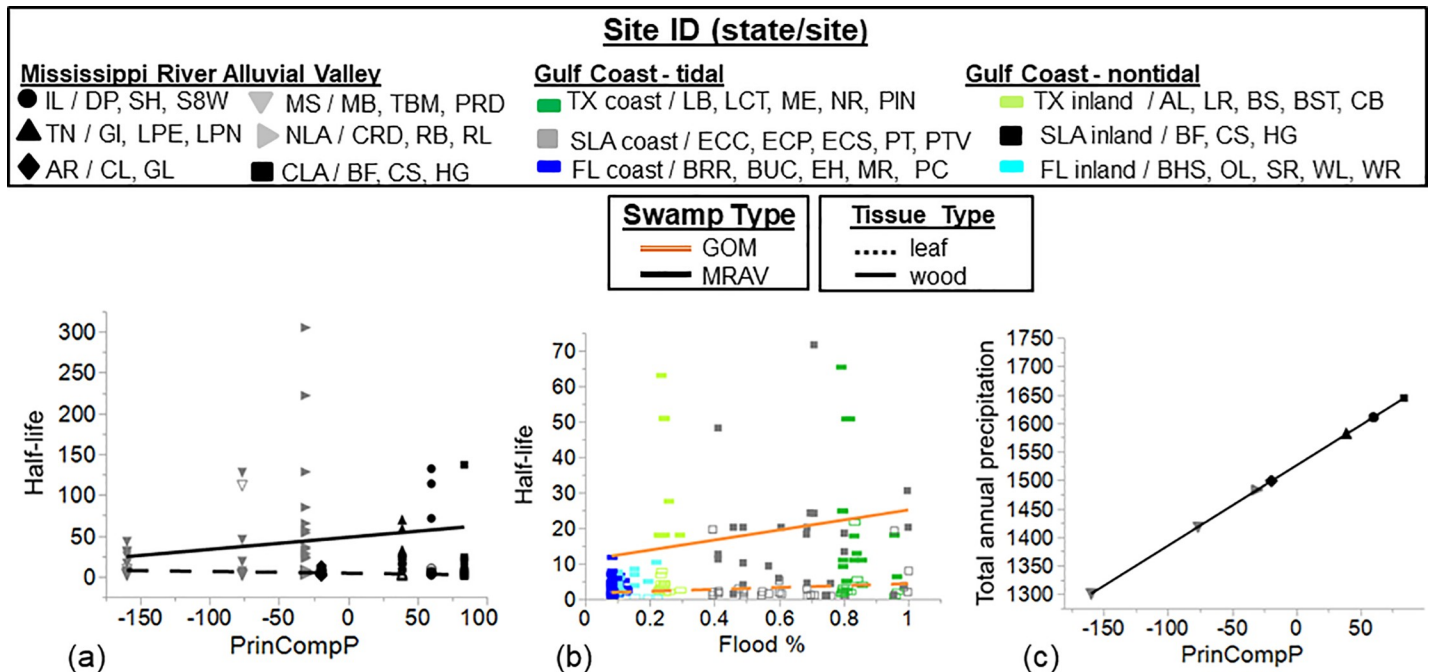 Site ID (state/site)
Mississippi River Alluvial Valley
IL / DP, SH, S8W
MS / MB, TBM, PRD
TN / GI, LPE, LPN
NLA / CRD, RB, RL
AR / CL, GL
CLA / BF, CS, HG
Gulf Coast - tidal
TX coast / LB, LCT, ME, NR, PIN
SLA coast / ECC, ECP, ECS, PT, PTV
FL coast / BRR, BUC, EH, MR, PC
Gulf Coast - nontidal
TX inland / AL, LR, BS, BST, CB
SLA inland / BF, CS, HG
FL inland / BHS, OL, SR, WL, WR
Swamp Type
GOM
MRAV
Tissue Type
leaf
wood
Half-life
300
250
200
150
100
50
0
-150
-100
-50
0
50
100
PrinCompP
(a)
Half-life
70
60
50
40
30
20
10
0
0
0.2
0.4
0.6
0.8
1
Flood %
(b)
Total annual precipitation
1750
1700
1650
1600
1550
1500
1450
1400
1350
1300
-150
-100
-50
0
50
PrinCompP
(c)